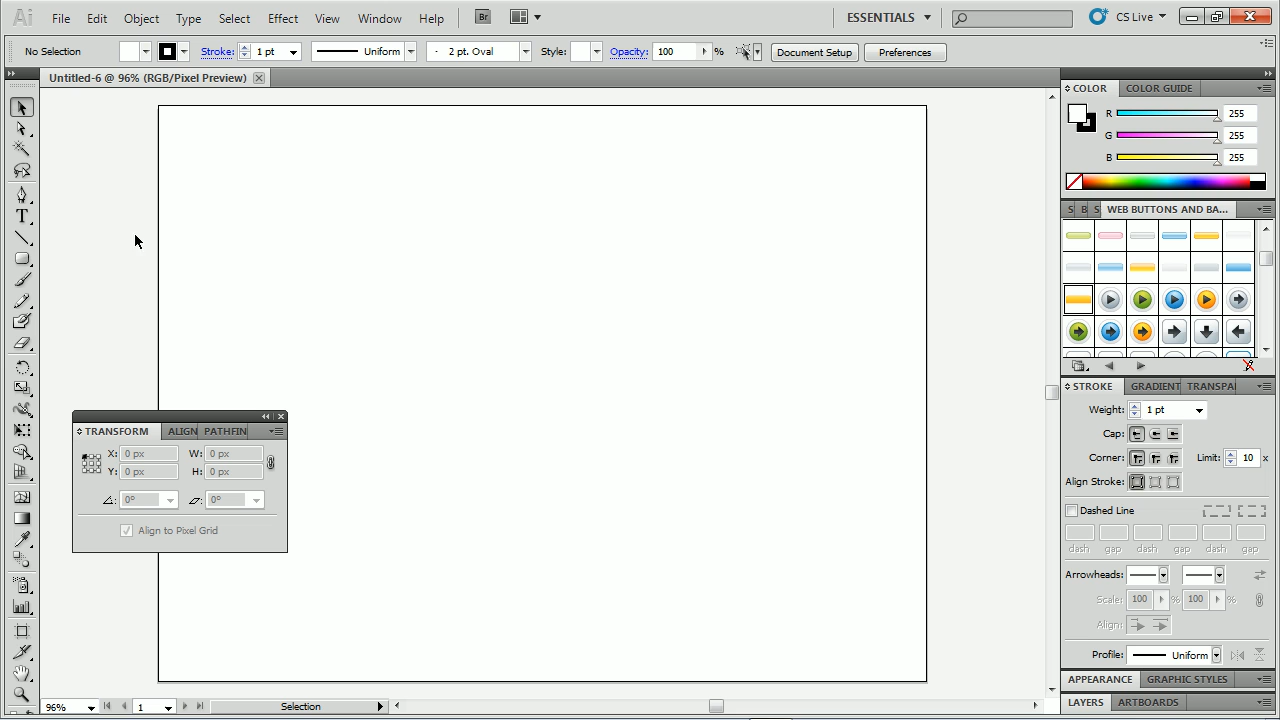 Ai File Edit Object Type Select Effect View Window Help Br ESSENTIALS CS Live
No Selection Stroke: 1 pt Uniform 2 pt. Oval Style: Opacity: 100 % Document Setup Preferences
Untitled-6 @ 96% (RGB/Pixel Preview)
COLOR COLOR GUIDE
R 255
G 255
B 255
S B S WEB BUTTONS AND BA...
STROKE GRADIENT TRANSPA
Weight: 1 pt
Cap:
Corner: Limit: 10 x
Align Stroke:
Dashed Line
dash gap dash gap dash gap
Arrowheads:
Scale: 100 % 100 %
Align:
Profile: Uniform
APPEARANCE GRAPHIC STYLES
LAYERS ARTBOARDS
TRANSFORM ALIGN PATHFIN
X: 0 px W: 0 px
Y: 0 px H: 0 px
0° 0°
Align to Pixel Grid
96% 1 Selection